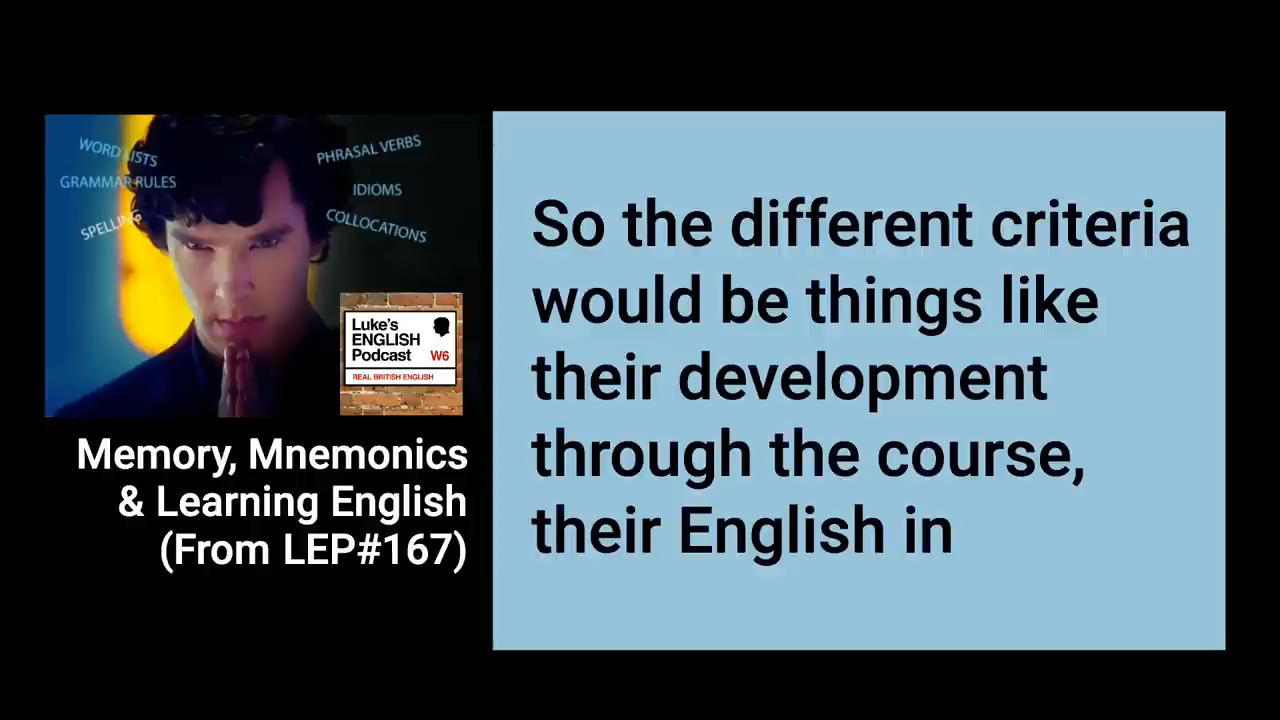 WORD LISTS
GRAMMAR RULES
SPELLING
PHRASAL VERBS
IDIOMS
COLLOCATIONS
Luke's
ENGLISH
Podcast W6
REAL BRITISH ENGLISH
Memory, Mnemonics
& Learning English
(From LEP#167)
So the different criteria
would be things like
their development
through the course,
their English in